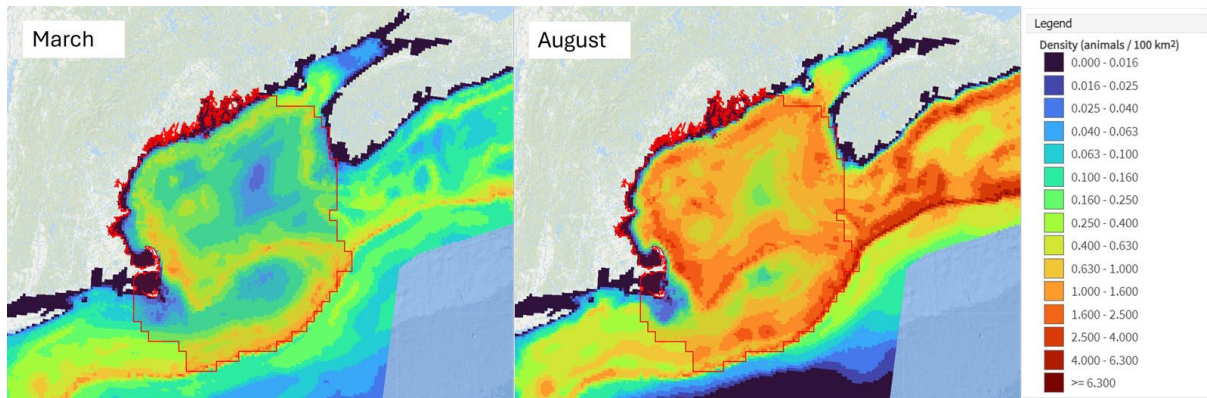 March
August
Legend
Density (animals / 100 km2)
0.000 - 0.016
0.016 - 0.025
0.025 - 0.040
0.040 - 0.063
0.063 - 0.100
0.100 - 0.160
0.160 - 0.250
0.250 - 0.400
0.400 - 0.630
0.630 - 1.000
1.000 - 1.600
1.600 - 2.500
2.500 - 4.000
4.000 - 6.300
>= 6.300